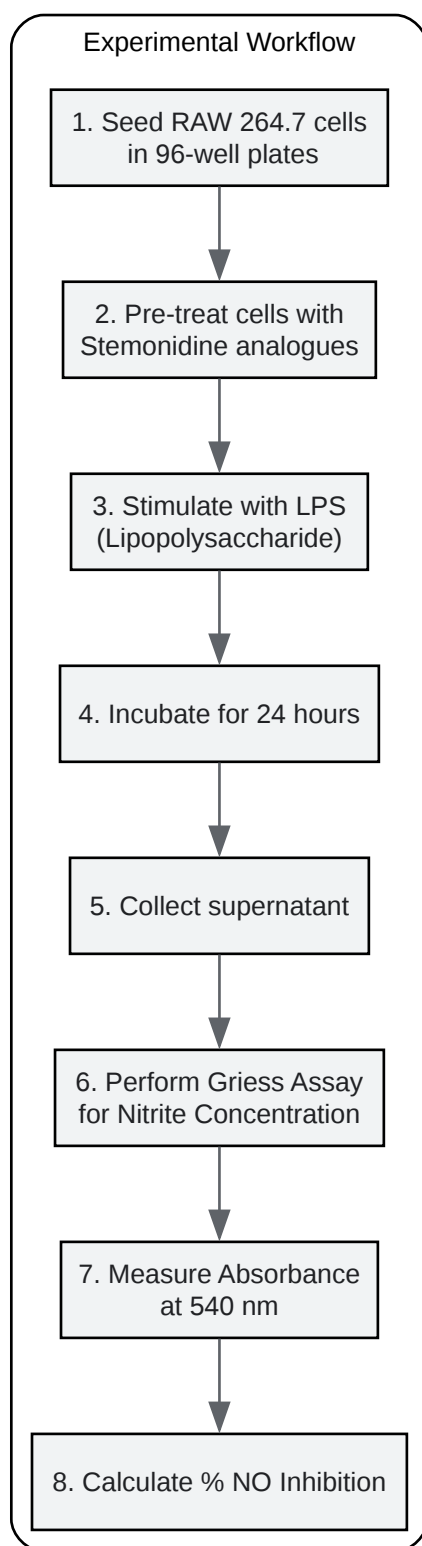 Experimental Workflow
1. Seed RAW 264.7 cells
in 96-well plates
2. Pre-treat cells with
Stemonidine analogues
3. Stimulate with LPS
(Lipopolysaccharide)
4. Incubate for 24 hours
5. Collect supernatant
6. Perform Griess Assay
for Nitrite Concentration
7. Measure Absorbance
at 540 nm
8. Calculate % NO Inhibition